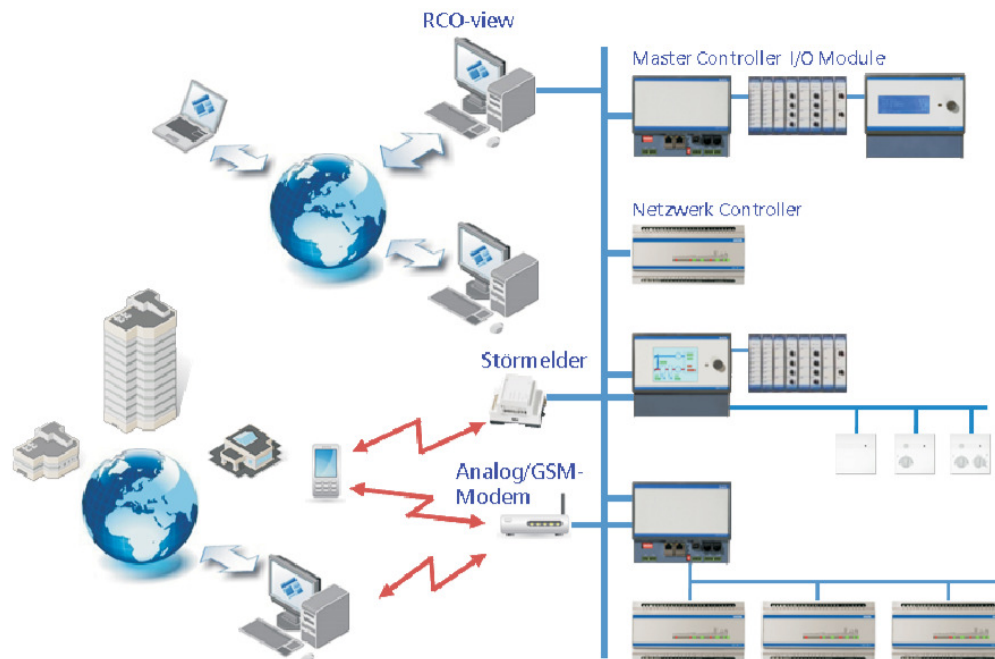 RCO-view
Master Controller I/O Module
Netzwerk Controller
Störmelder
Analog/GSM-
Modem